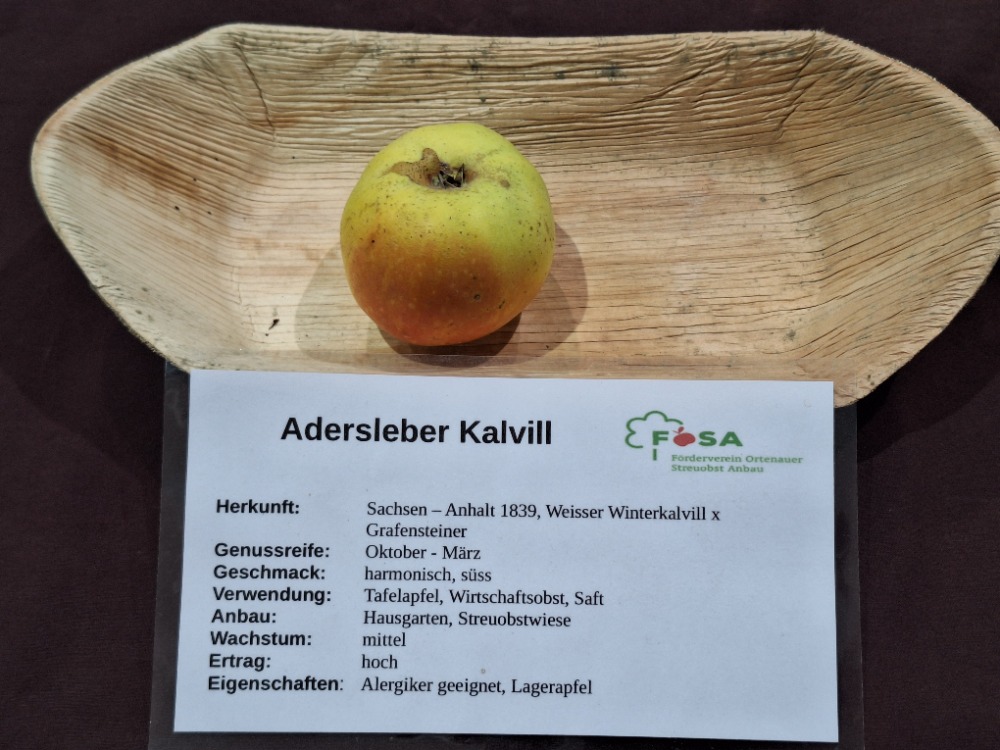 Adersleber Kalvill
FOSA
Förderverein Ortenauer
Streuobst Anbau
Herkunft: Sachsen – Anhalt 1839, Weisser Winterkalvill x
Grafensteiner
Genussreife: Oktober - März
Geschmack: harmonisch, süss
Verwendung: Tafelapfel, Wirtschaftsobst, Saft
Anbau: Hausgarten, Streuobstwiese
Wachstum: mittel
Ertrag: hoch
Eigenschaften: Alergiker geeignet, Lagerapfel